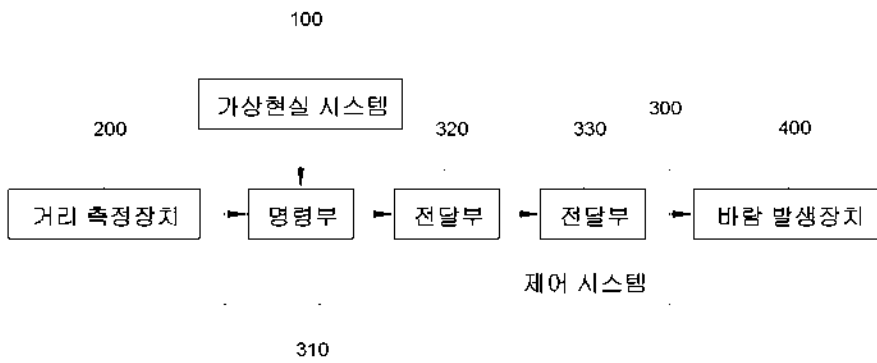 100
가상현실 시스템
200
320
330
300
400
거리 측정장치
명령부
전달부
전달부
바람 발생장치
제어 시스템
310